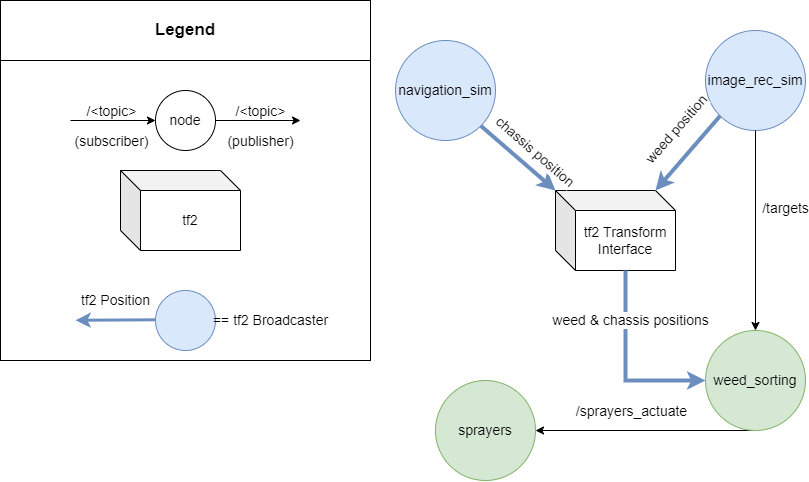 Legend
/<topic>
node
/<topic>
(subscriber)
(publisher)
tf2
tf2 Position
== tf2 Broadcaster
navigation_sim
image_rec_sim
chassis position
weed position
tf2 Transform
Interface
/targets
weed & chassis positions
weed_sorting
/sprayers_actuate
sprayers